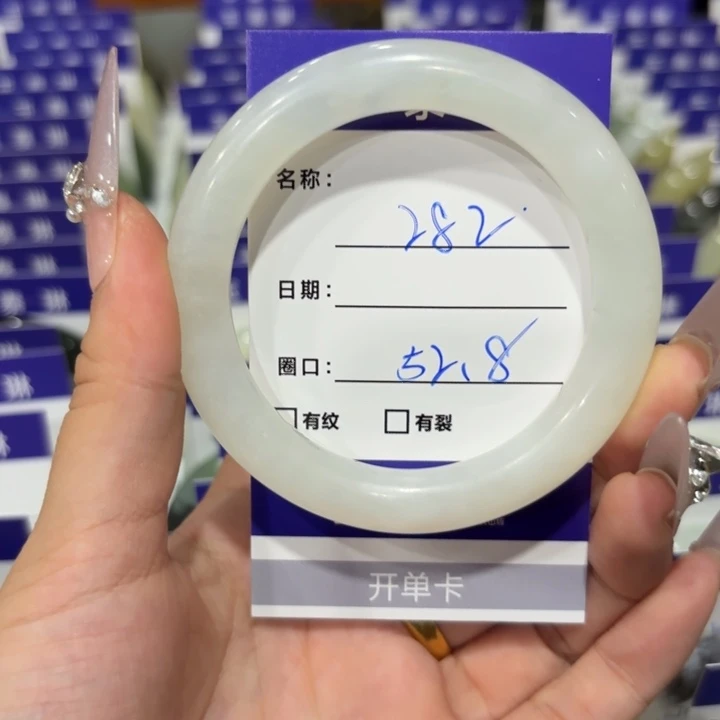 名称: 282
日期:
圈口: 52.8
□有纹 □有裂
开单卡